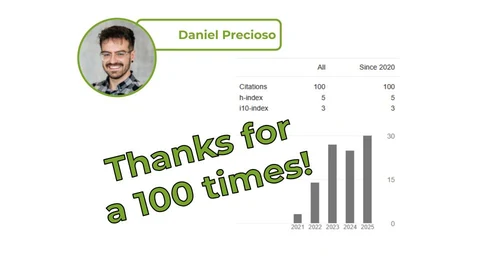 Daniel Precioso
All Since 2020
Citations 100 100
h-index 5 5
i10-index 3 3
Thanks for
a 100 times!
30
15
0
2021 2022 2023 2024 2025